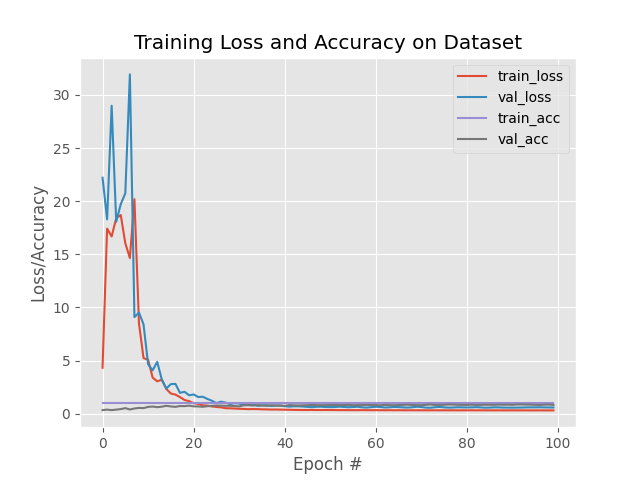 Training Loss and Accuracy on Dataset
train_loss
val_loss
train_acc
val_acc
Loss/Accuracy
30
25
20
15
10
5
0
0 20 40 60 80 100
Epoch #